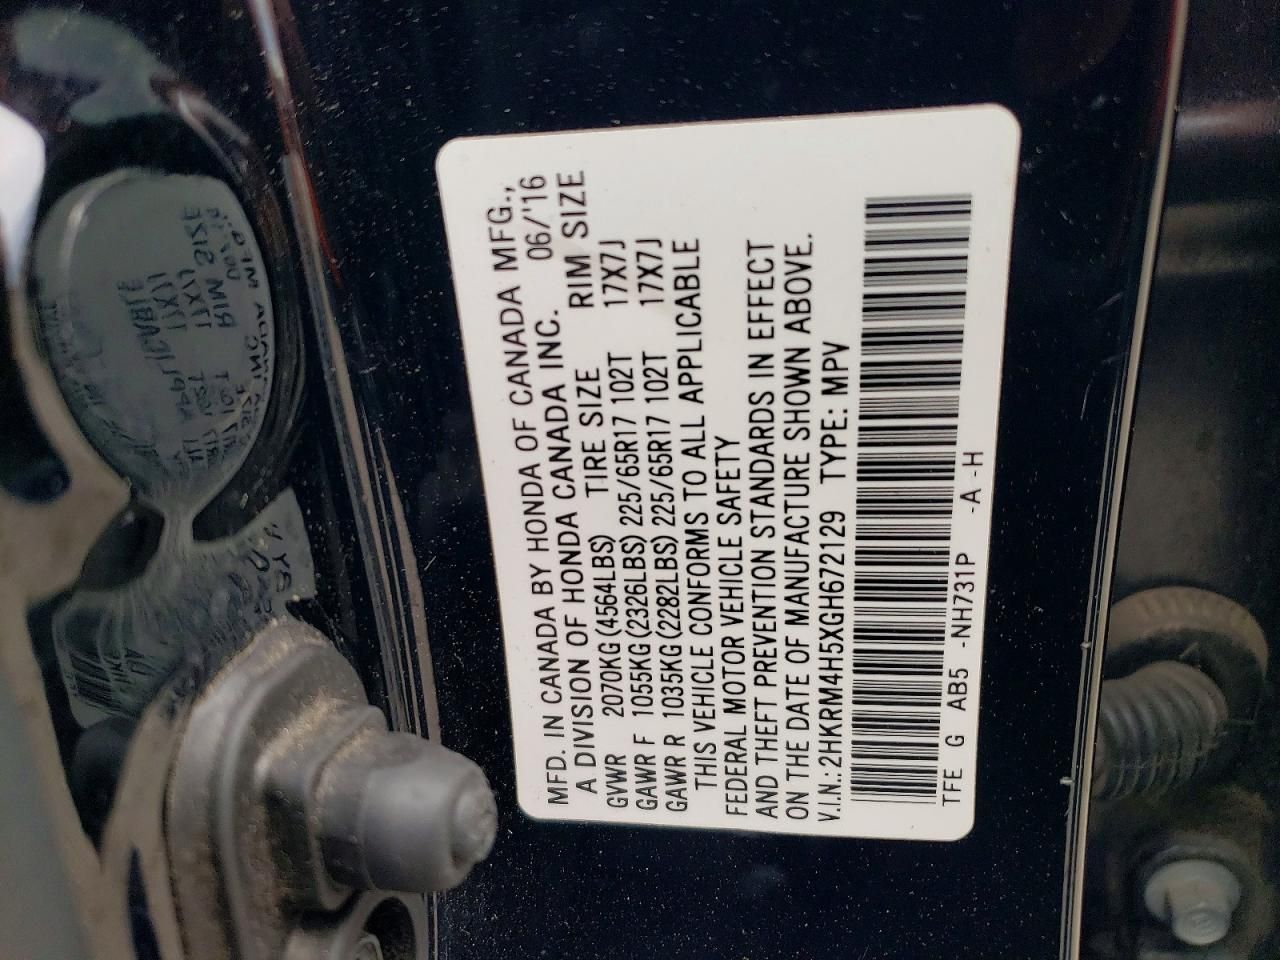 MFD. IN CANADA BY HONDA OF CANADA MFG.,
A DIVISION OF HONDA CANADA INC. 06/'16
GVWR 2070KG(4564LBS) TIRE SIZE RIM SIZE
GAWR F 1055KG(2326LBS) 225/65R17 102T 17X7J
GAWR R 1035KG(2282LBS) 225/65R17 102T 17X7J
THIS VEHICLE CONFORMS TO ALL APPLICABLE
FEDERAL MOTOR VEHICLE SAFETY
AND THEFT PREVENTION STANDARDS IN EFFECT
ON THE DATE OF MANUFACTURE SHOWN ABOVE.
V.I.N.: 2HKRM4H5XGH672129 TYPE: MPV
TFE G AB5 -NH731P -A -H